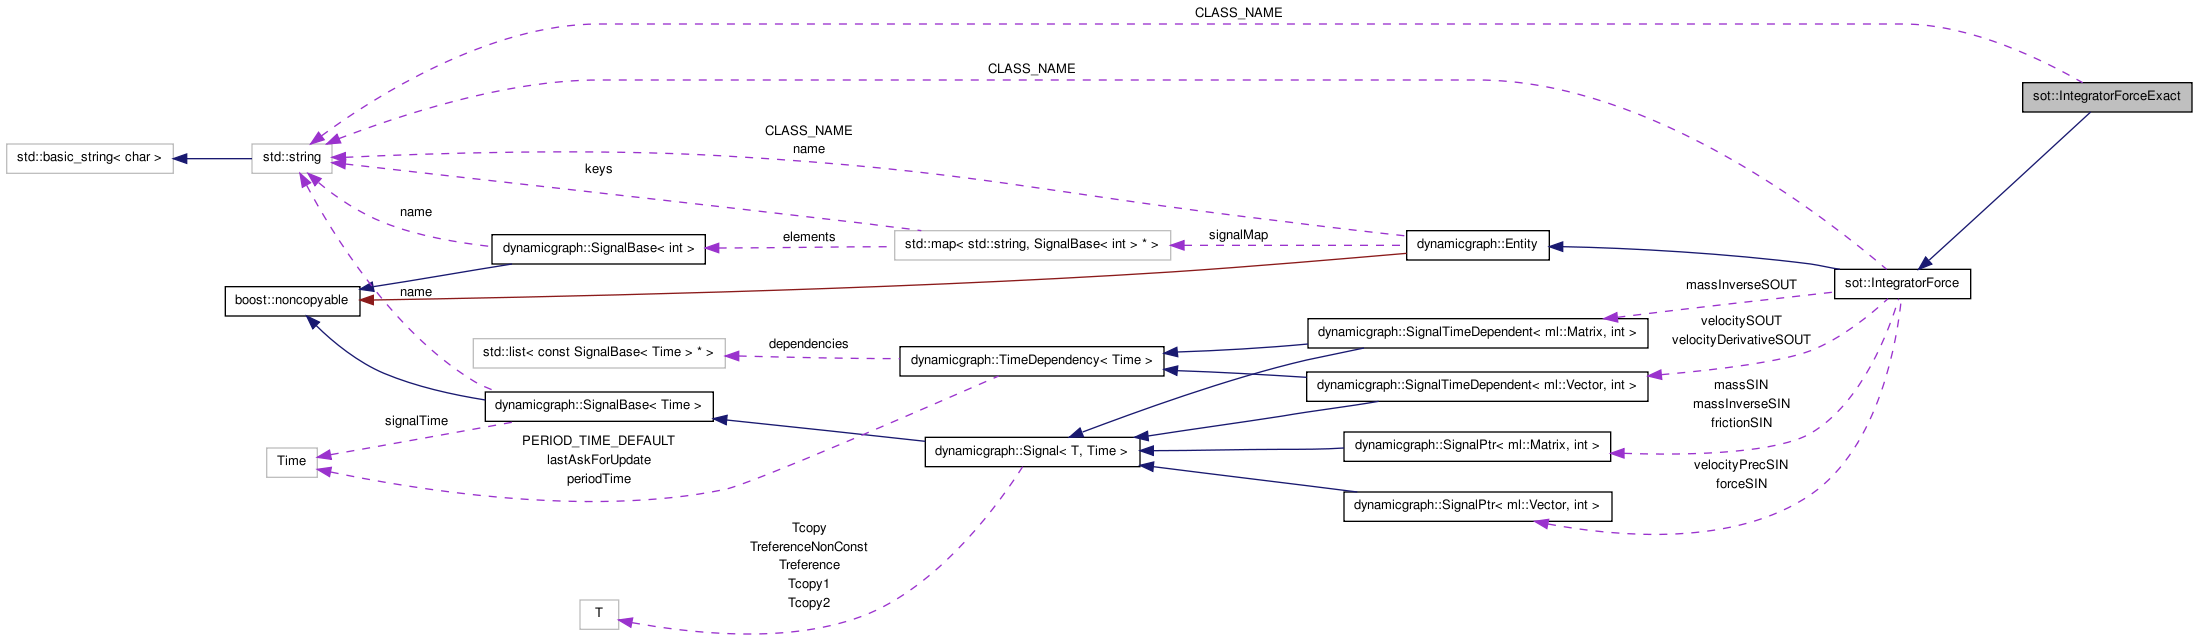 CLASS_NAME
CLASS_NAME
sot::IntegratorForceExact
CLASS_NAME
name
std::basic_string< char >
std::string
keys
name
dynamicgraph::SignalBase< int >
elements
std::map< std::string, SignalBase< int > * >
signalMap
dynamicgraph::Entity
boost::noncopyable
name
sot::IntegratorForce
massInverseSOUT
velocitySOUT
velocityDerivativeSOUT
dynamicgraph::SignalTimeDependent< ml::Matrix, int >
std::list< const SignalBase< Time > * >
dependencies
dynamicgraph::TimeDependency< Time >
dynamicgraph::SignalTimeDependent< ml::Vector, int >
massSIN
massInverseSIN
frictionSIN
dynamicgraph::SignalBase< Time >
signalTime
PERIOD_TIME_DEFAULT
lastAskForUpdate
periodTime
Time
dynamicgraph::Signal< T, Time >
dynamicgraph::SignalPtr< ml::Matrix, int >
velocityPrecSIN
forceSIN
dynamicgraph::SignalPtr< ml::Vector, int >
Tcopy
TreferenceNonConst
Treference
Tcopy1
Tcopy2
T